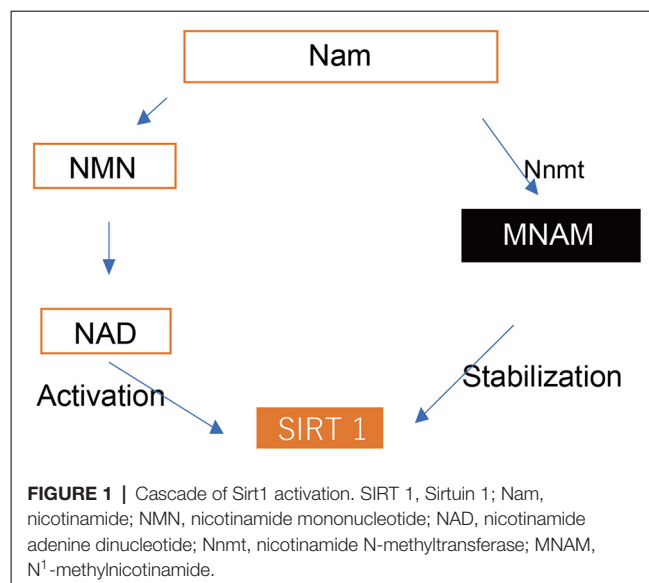 Nam
NMN
Nnmt
MNAM
NAD
Activation
Stabilization
SIRT 1
FIGURE 1 | Cascade of Sirt1 activation. SIRT 1, Sirtuin 1; Nam,
nicotinamide; NMN, nicotinamide mononucleotide; NAD, nicotinamide
adenine dinucleotide; Nnmt, nicotinamide N-methyltransferase; MNAM,
N¹-methylnicotinamide.